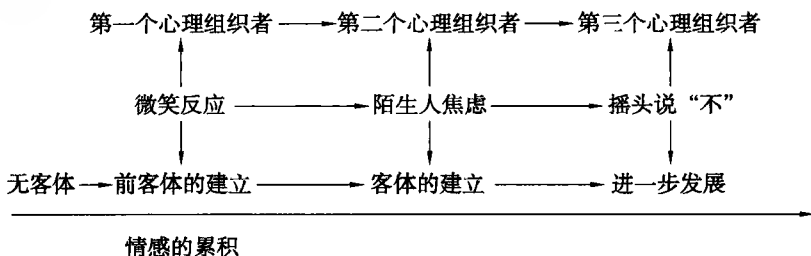 第一个心理组织者 第二个心理组织者 第三个心理组织者
微笑反应 陌生人焦虑 摇头说“不”
无客体 前客体的建立 客体的建立 进一步发展
情感的累积